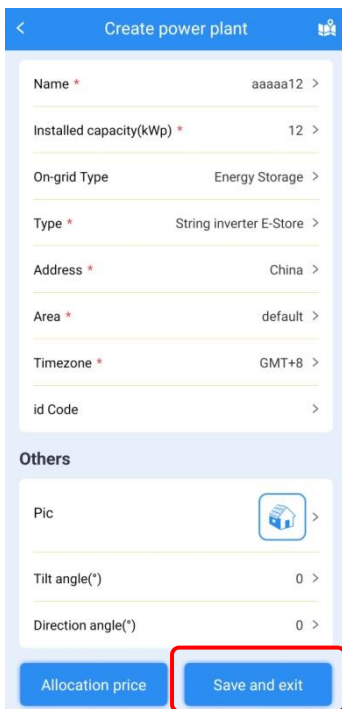 Create power plant
Name * aaaaa12
Installed capacity(kWp) * 12
On-grid Type Energy Storage
Type * String inverter E-Store
Address * China
Area * default
Timezone * GMT+8
id Code
Others
Pic
Tilt angle(°) 0
Direction angle(°) 0
Allocation price Save and exit